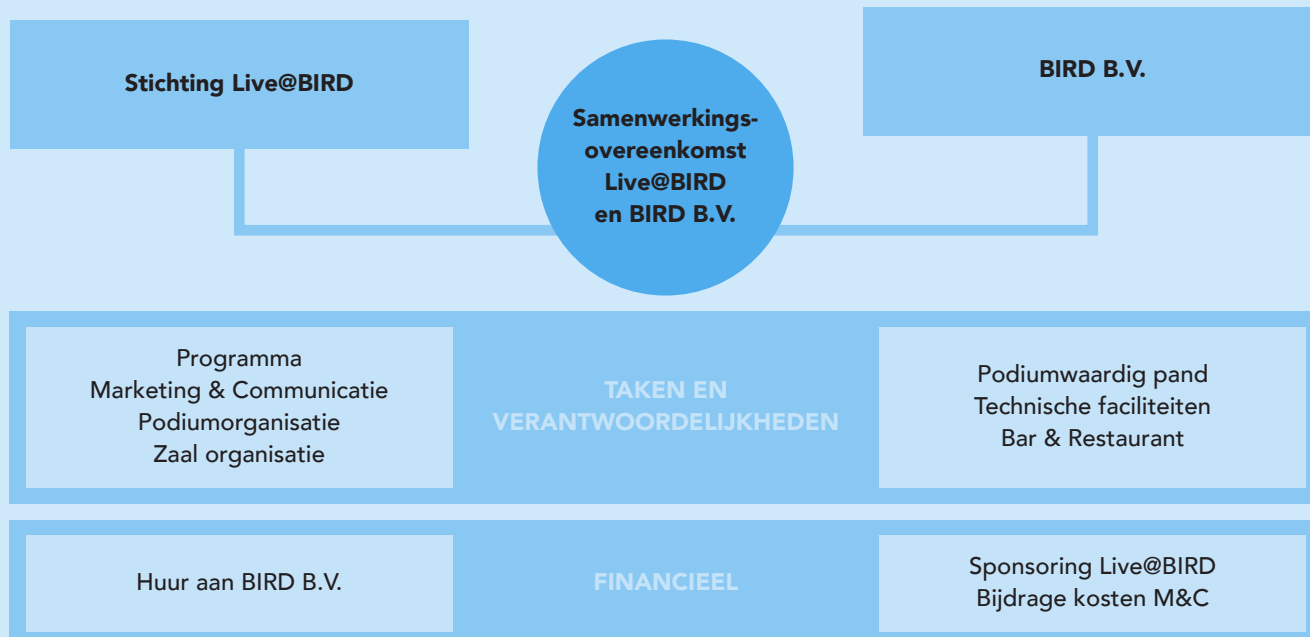 Stichting Live@BIRD
Samenwerkings-
overeenkomst
Live@BIRD
en BIRD B.V.
BIRD B.V.
Programma
Marketing & Communicatie
Podiumorganisatie
Zaal organisatie
TAKEN EN
VERANTWOORDELIJKHEDEN
Podiumwaardig pand
Technische faciliteiten
Bar & Restaurant
Huur aan BIRD B.V.
FINANCIEEL
Sponsoring Live@BIRD
Bijdrage kosten M&C